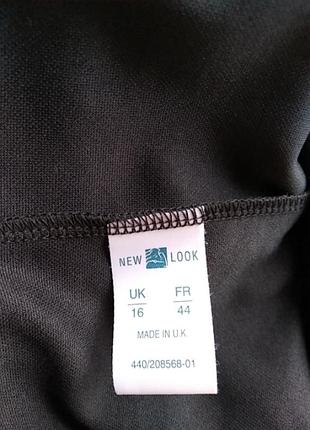 NEW LOOK
UK FR
16 44
MADE IN U.K.
440/208568-01